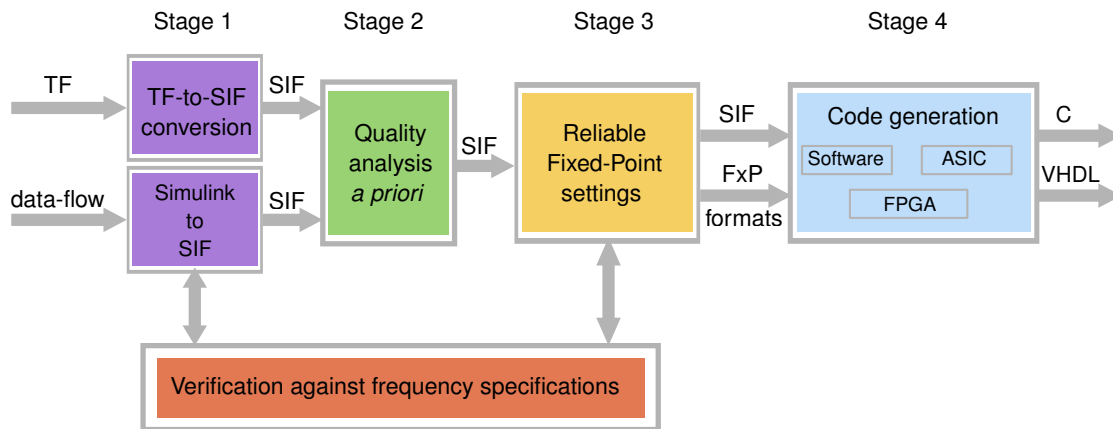 Stage 1
Stage 2
Stage 3
Stage 4
TF
TF-to-SIF
conversion
SIF
data-flow
Simulink
to
SIF
SIF
Quality
analysis
a priori
SIF
Reliable
Fixed-Point
settings
SIF
FxP
formats
Code generation
Software
ASIC
FPGA
C
VHDL
Verification against frequency specifications